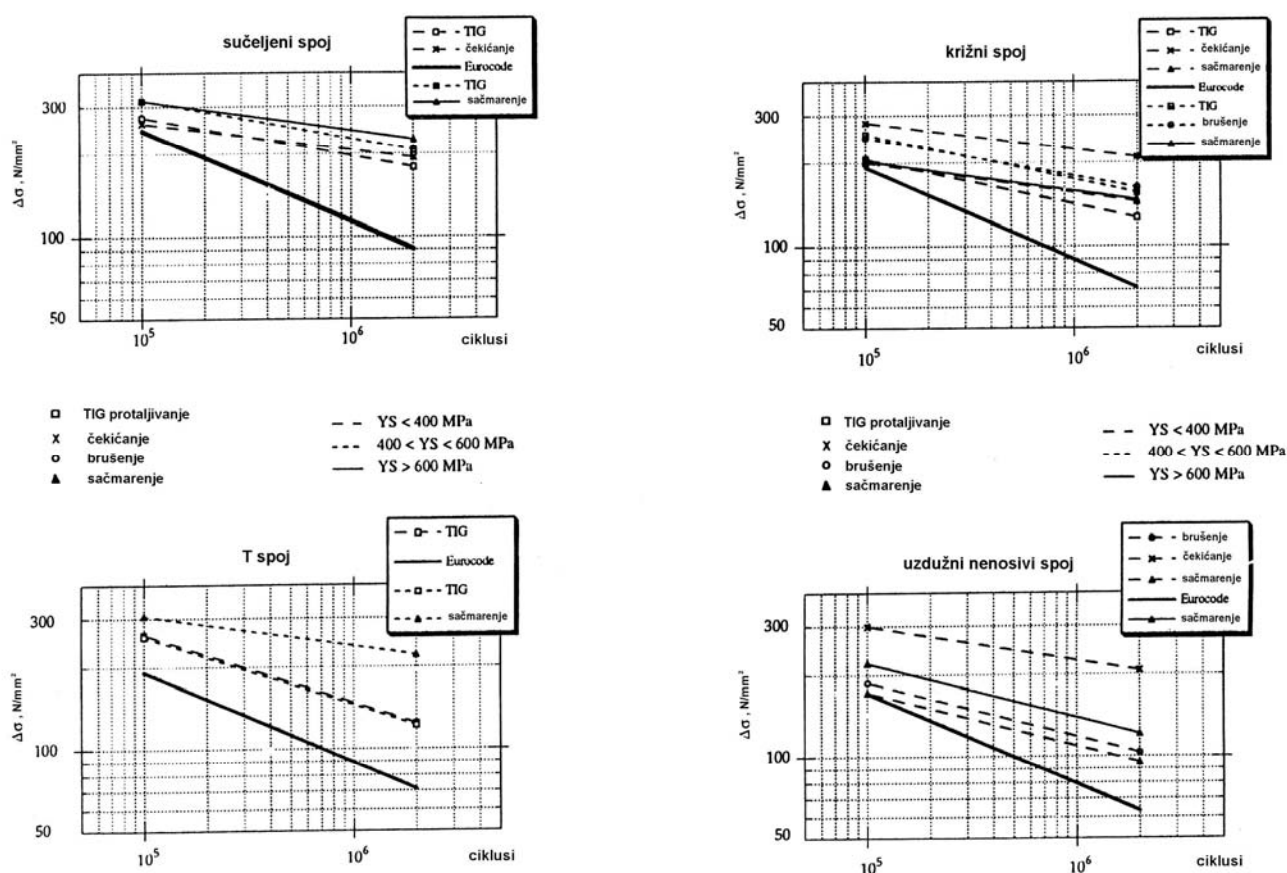 sučeljeni spoj
TIG
čekićanje
Eurocode
TIG
sačmarenje
Δσ , N/mm²
300
100
50
10⁵
10⁶
ciklusi
križni spoj
TIG
čekićanje
sačmarenje
Eurocode
TIG
brušenje
sačmarenje
Δσ , N/mm²
300
100
50
10⁵
10⁶
ciklusi
TIG protaljivanje
čekićanje
brušenje
sačmarenje
YS < 400 MPa
400 < YS < 600 MPa
YS > 600 MPa
TIG protaljivanje
čekićanje
brušenje
sačmarenje
YS < 400 MPa
400 < YS < 600 MPa
YS > 600 MPa
T spoj
TIG
Eurocode
TIG
sačmarenje
Δσ , N/mm²
300
100
50
10⁵
10⁶
ciklusi
uzdužni nenosivi spoj
brušenje
čekićanje
sačmarenje
Eurocode
sačmarenje
Δσ , N/mm²
300
100
50
10⁵
10⁶
ciklusi